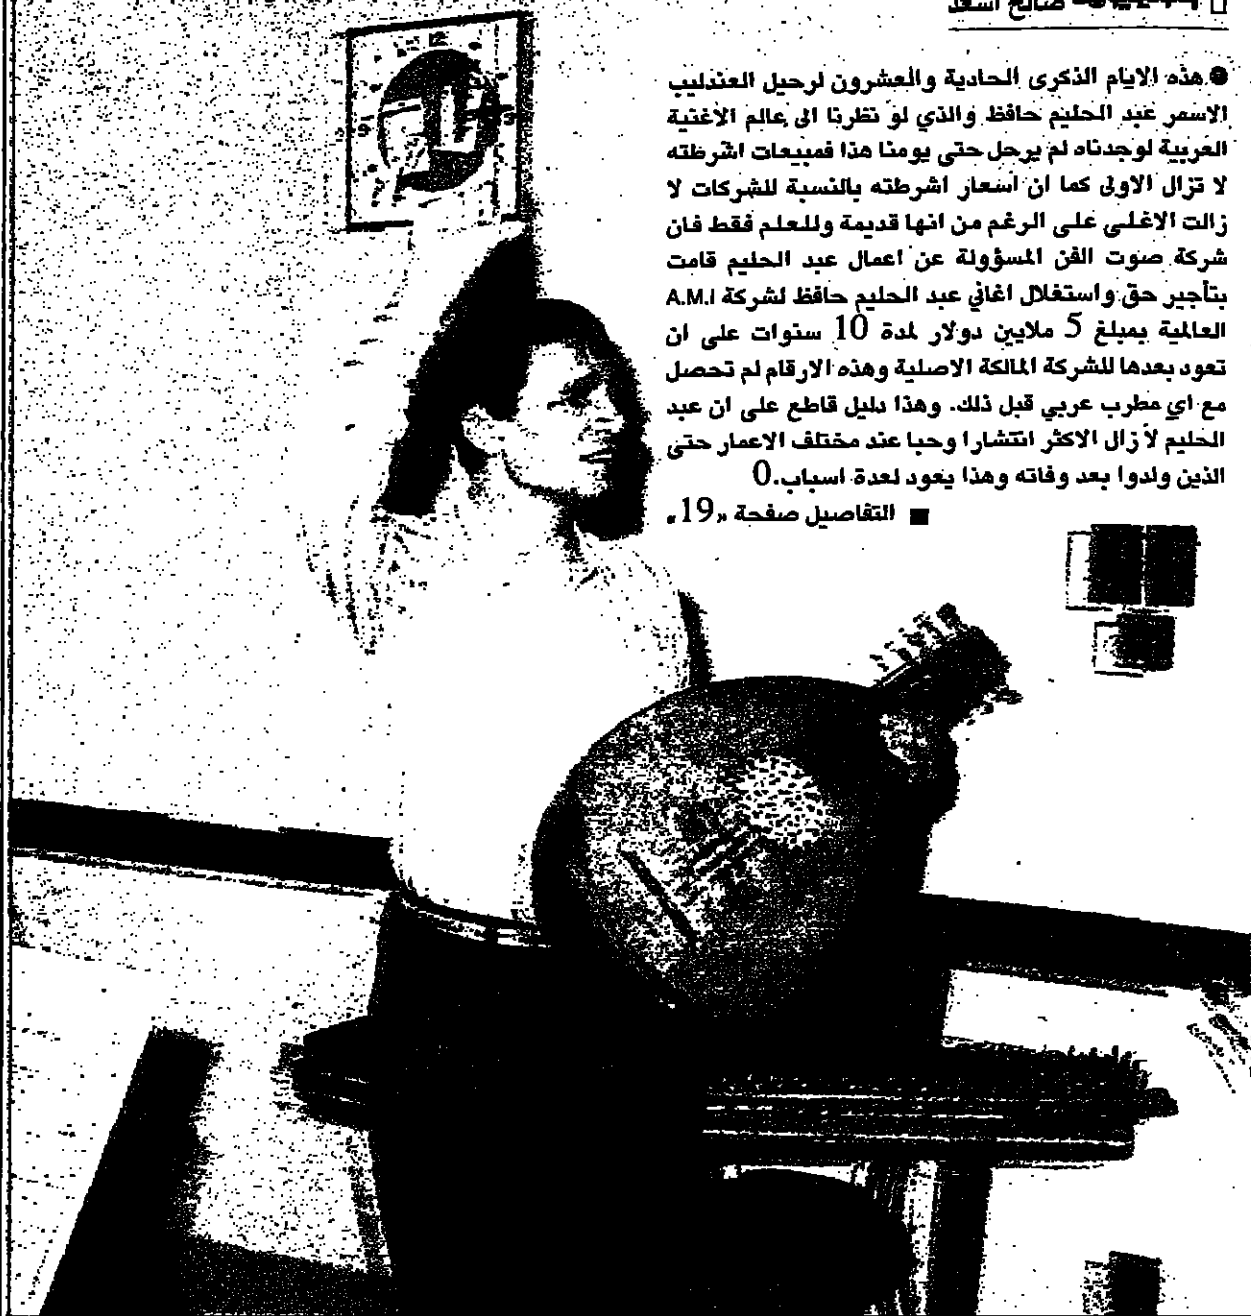 صالح اسعد
● هذه الايام الذكرى الحادية والعشرون لرحيل العندليب
الاسمر عبد الحليم حافظ والذي لو نظرنا الى عالم الاغنية
العربية لوجدناه لم يرحل حتى يومنا هذا فمبيعات اشرطته
لا تزال الاولى كما ان اسعار اشرطته بالنسبة للشركات لا
زالت الاغلى على الرغم من انها قديمة وللعلم فقط فان
شركة صوت الفن المسؤولة عن اعمال عبد الحليم قامت
بتأجير حق واستغلال اغاني عبد الحليم حافظ لشركة A.M.I
العالمية بمبلغ 5 ملايين دولار لمدة 10 سنوات على ان
تعود بعدها للشركة المالكة الاصلية وهذه الارقام لم تحصل
مع اي مطرب عربي قبل ذلك. وهذا دليل قاطع على ان عبد
الحليم لا زال الاكثر انتشارا وحبا عند مختلف الاعمار حتى
الذين ولدوا بعد وفاته وهذا يعود لعدة اسباب.0
■ التفاصيل صفحة «19»